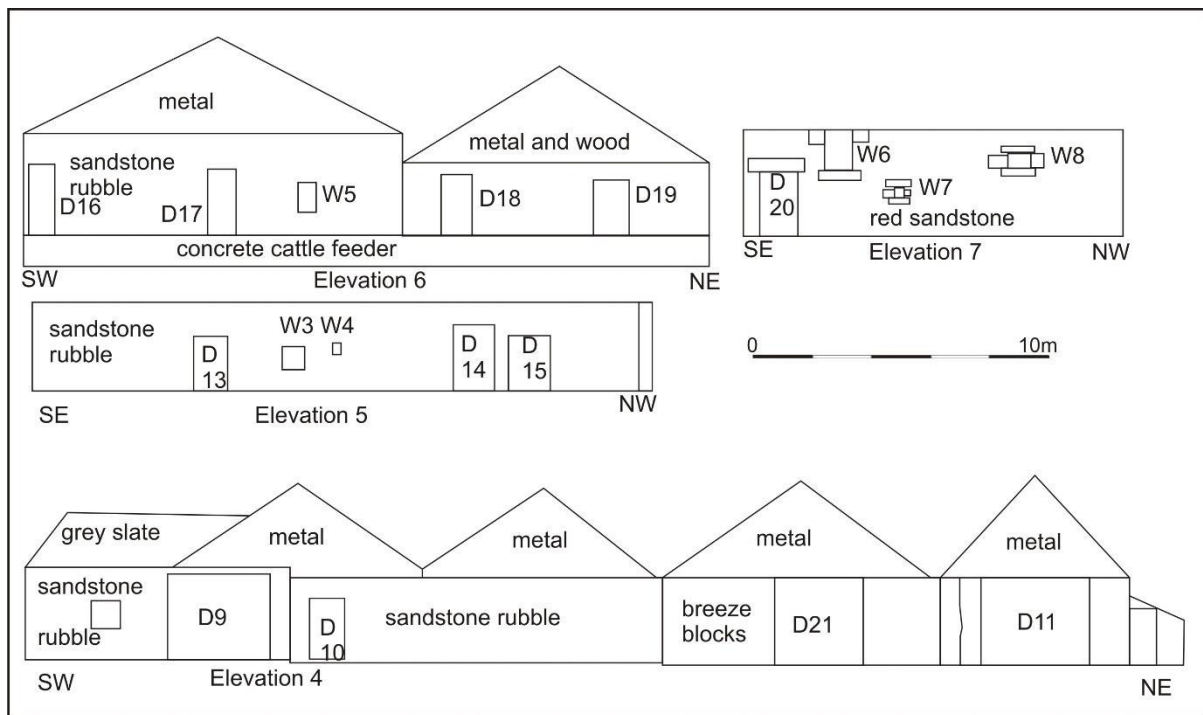 metal
metal and wood
sandstone
rubble
D16
D17
W5
D18
D19
concrete cattle feeder
SW
Elevation 6
NE
W6
W8
D
20
W7
red sandstone
SE
Elevation 7
NW
sandstone
rubble
W3 W4
D
13
D
14
D
15
SE
Elevation 5
NW
0
10m
grey slate
metal
metal
metal
metal
sandstone
rubble
D9
D
10
sandstone rubble
breeze
blocks
D21
D11
SW
Elevation 4
NE